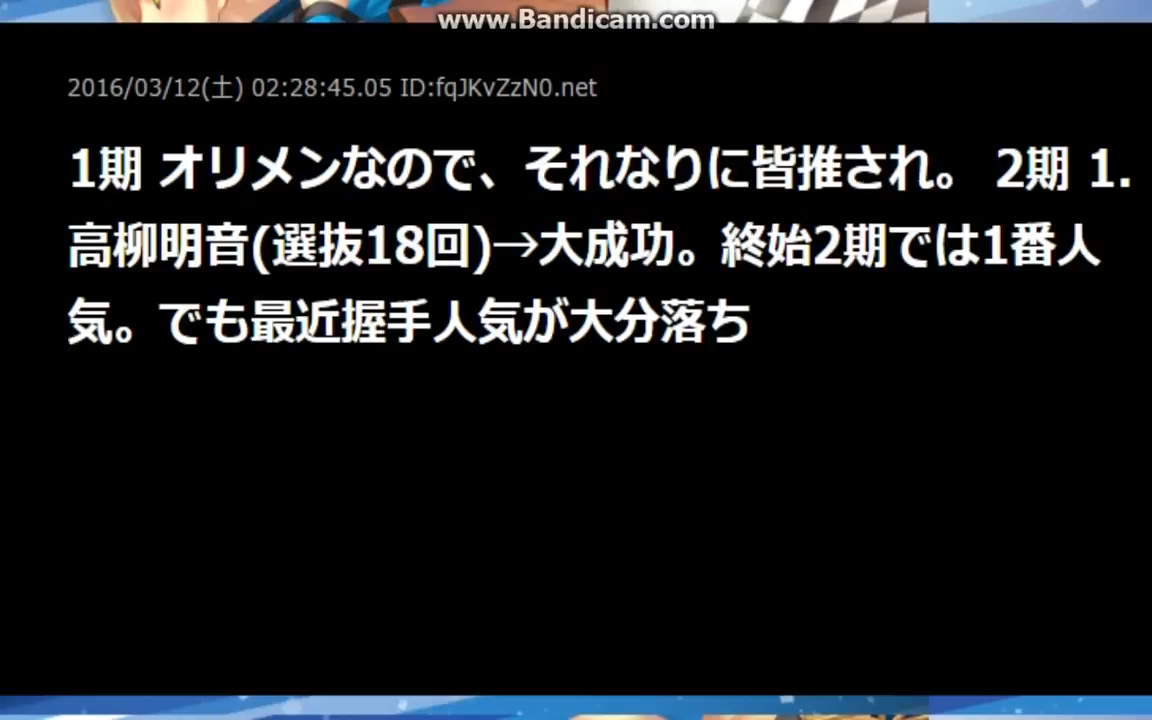 www.Bandicam.com
2016/03/12(土) 02:28:45.05 ID:fqJKvZzN0.net
1期 オリメンなので、それなりに皆推され。 2期 1.
高柳明音(選抜18回)→大成功。終始2期では1番人
気。でも最近握手人気が大分落ち